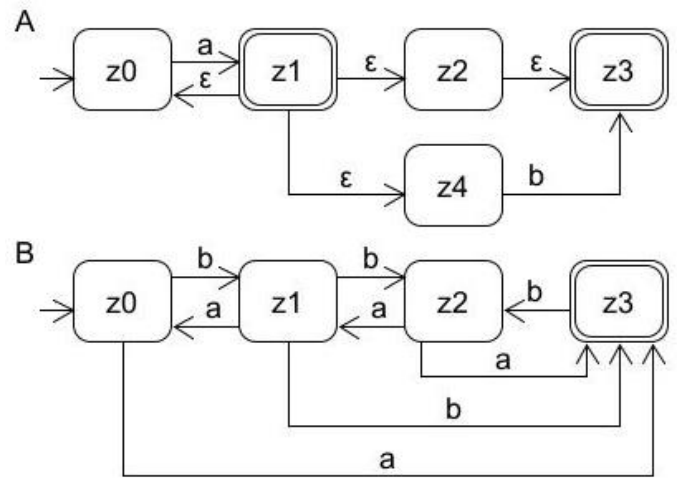 A
z0 a z1 ε z2 ε z3
ε
ε z4 b
B
z0 b z1 b z2 b z3
a a
a
b
a